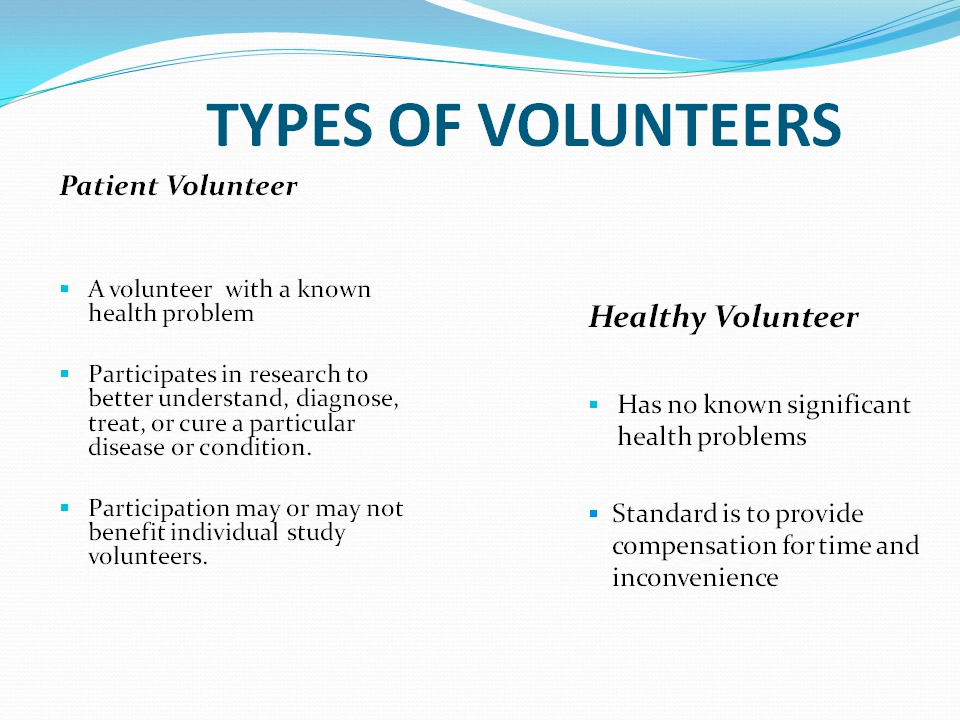 TYPES OF VOLUNTEERS
Patient Volunteer
A volunteer with a known
health problem
Participates in research to
better understand, diagnose,
treat, or cure a particular
disease or condition.
Participation may or may not
benefit individual study
volunteers.
Healthy Volunteer
Has no known significant
health problems
Standard is to provide
compensation for time and
inconvenience